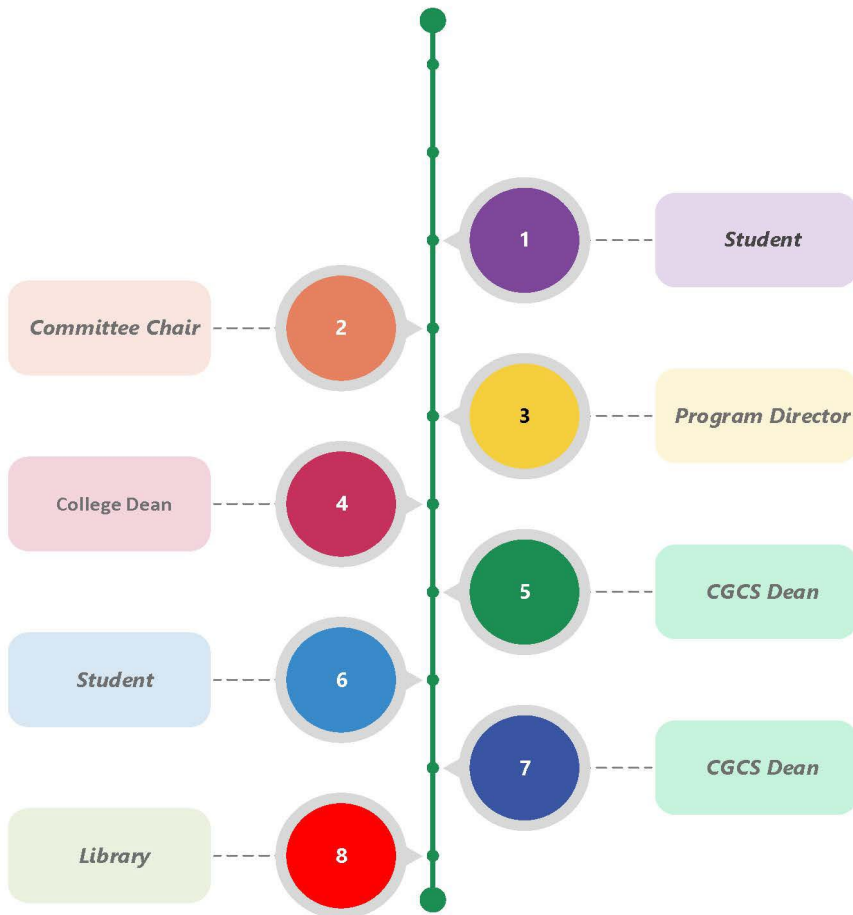 1
Student
Committee Chair
2
3
Program Director
College Dean
4
5
CGCS Dean
Student
6
7
CGCS Dean
Library
8